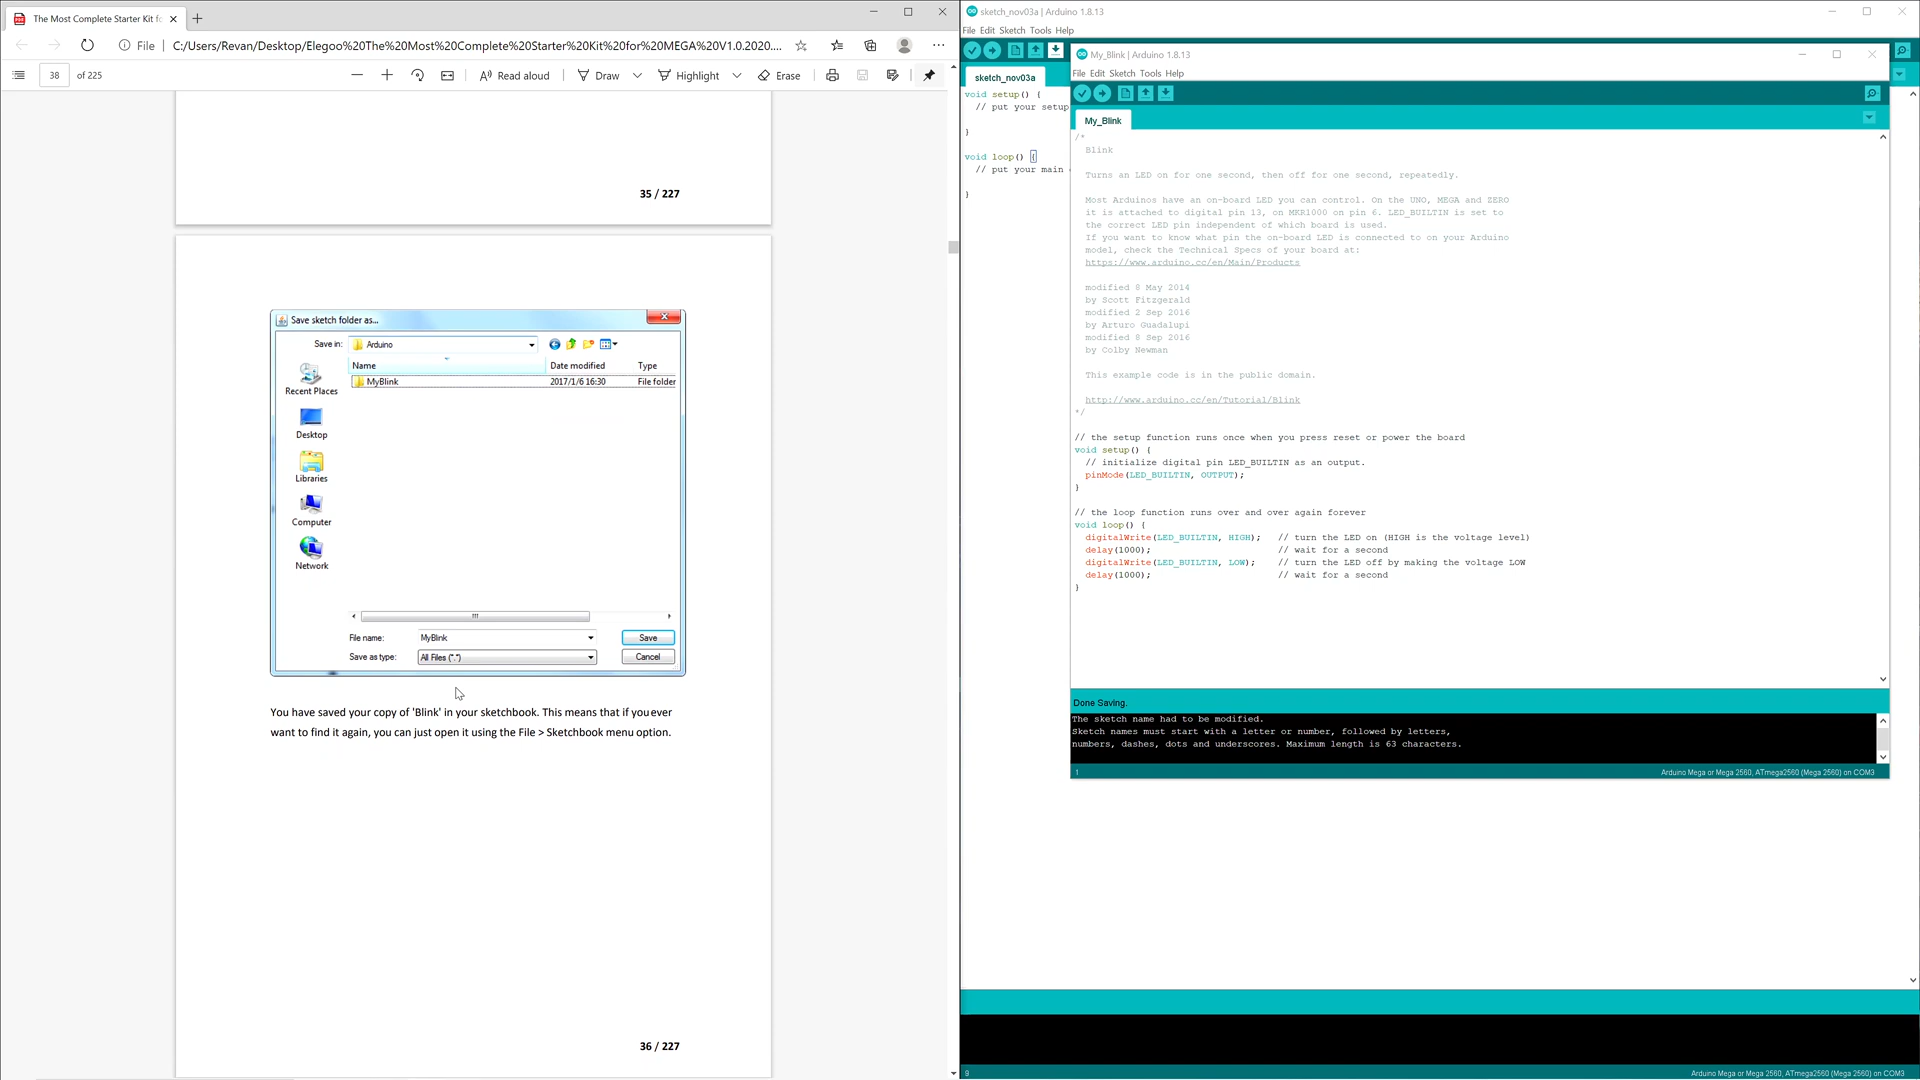 The Most Complete Starter Kit fo
File
C:/Users/Revan/Desktop/Elegoo%20The%20Most%20Complete%20Starter%20Kit%20for%20MEGA%20V1.0.2020....
38 of 225
Read aloud
Draw
Highlight
Erase
35 / 227
Save sketch folder as...
Save in: Arduino
Name Date modified Type
MyBlink 2017/1/6 16:30 File folder
Recent Places
Desktop
Libraries
Computer
Network
File name: MyBlink Save
Save as type: All Files (*.*) Cancel
You have saved your copy of 'Blink' in your sketchbook. This means that if you ever
want to find it again, you can just open it using the File > Sketchbook menu option.
36 / 227
sketch_nov03a | Arduino 1.8.13
File Edit Sketch Tools Help
sketch_nov03a
void setup() {
// put your setup
}
void loop() {
// put your main
}
My_Blink | Arduino 1.8.13
File Edit Sketch Tools Help
My_Blink
/*
Blink
Turns an LED on for one second, then off for one second, repeatedly.
Most Arduinos have an on-board LED you can control. On the UNO, MEGA and ZERO
it is attached to digital pin 13, on MKR1000 on pin 6. LED_BUILTIN is set to
the correct LED pin independent of which board is used.
If you want to know what pin the on-board LED is connected to on your Arduino
model, check the Technical Specs of your board at:
https://www.arduino.cc/en/Main/Products
modified 8 May 2014
by Scott Fitzgerald
modified 2 Sep 2016
by Arturo Guadalupi
modified 8 Sep 2016
by Colby Newman
This example code is in the public domain.
http://www.arduino.cc/en/Tutorial/Blink
*/
// the setup function runs once when you press reset or power the board
void setup() {
// initialize digital pin LED_BUILTIN as an output.
pinMode(LED_BUILTIN, OUTPUT);
}
// the loop function runs over and over again forever
void loop() {
digitalWrite(LED_BUILTIN, HIGH); // turn the LED on (HIGH is the voltage level)
delay(1000); // wait for a second
digitalWrite(LED_BUILTIN, LOW); // turn the LED off by making the voltage LOW
delay(1000); // wait for a second
}
Done Saving.
The sketch name had to be modified.
Sketch names must start with a letter or number, followed by letters,
numbers, dashes, dots and underscores. Maximum length is 63 characters.
1 Arduino Mega or Mega 2560, ATmega2560 (Mega 2560) on COM3
9 Arduino Mega or Mega 2560, ATmega2560 (Mega 2560) on COM3